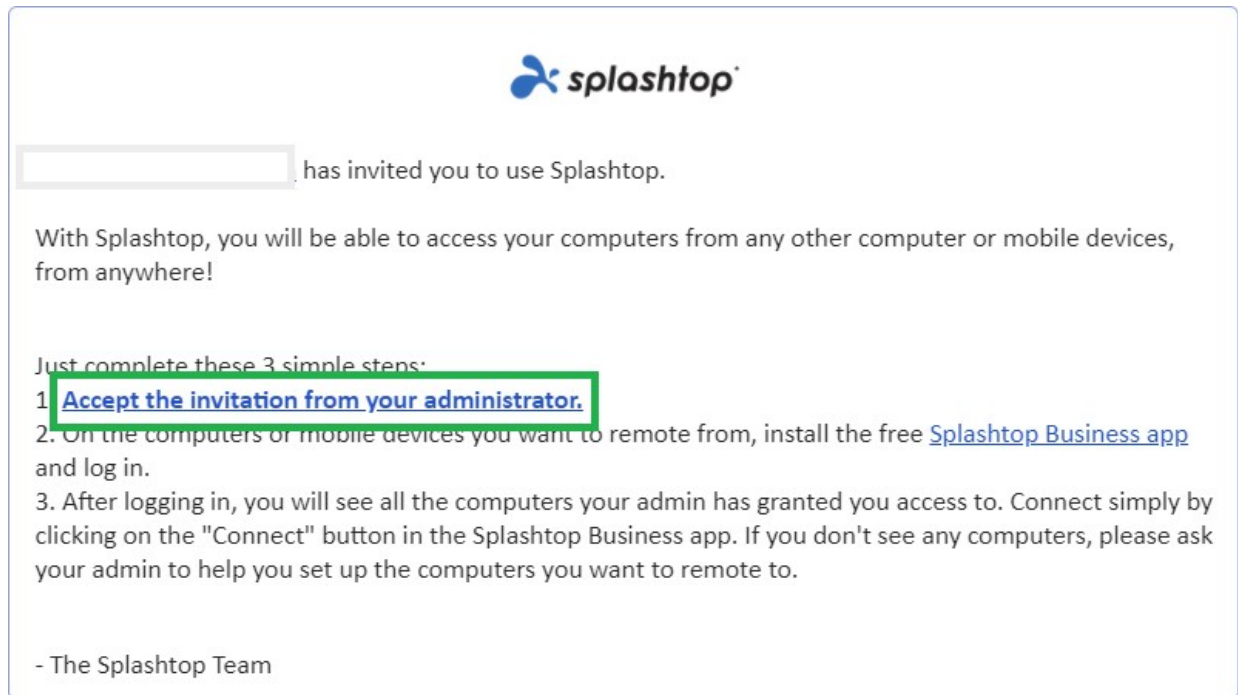 splashtop
has invited you to use Splashtop.
With Splashtop, you will be able to access your computers from any other computer or mobile devices,
from anywhere!
Just complete these 3 simple steps:
1 Accept the invitation from your administrator.
2. On the computers or mobile devices you want to remote from, install the free Splashtop Business app
and log in.
3. After logging in, you will see all the computers your admin has granted you access to. Connect simply by
clicking on the "Connect" button in the Splashtop Business app. If you don't see any computers, please ask
your admin to help you set up the computers you want to remote to.
- The Splashtop Team